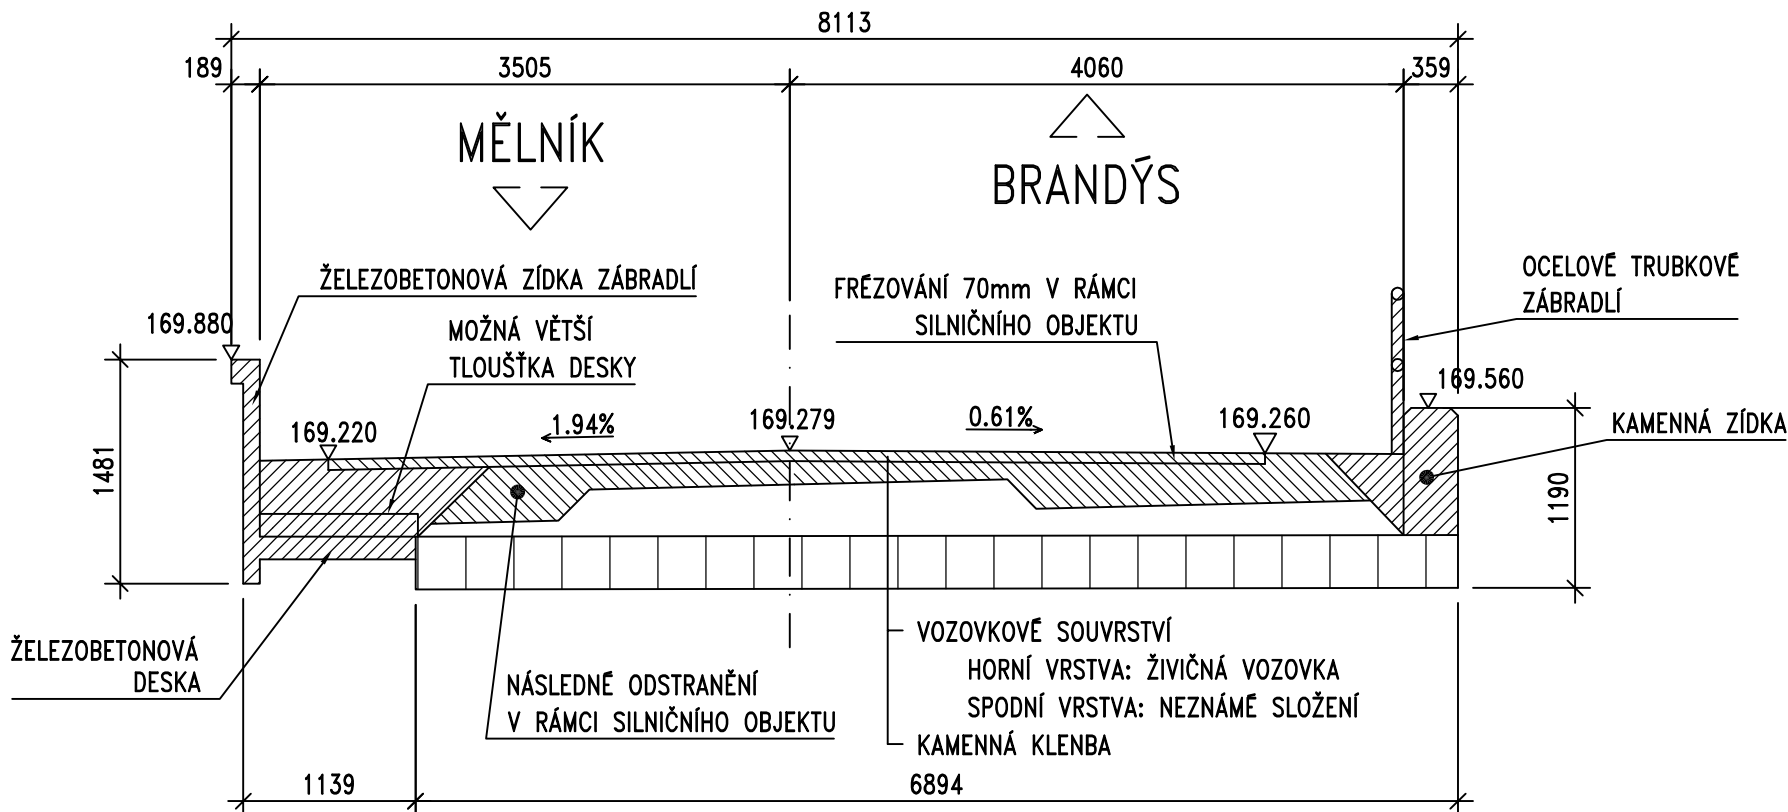 8113
189
3505
4060
359
MĚLNÍK
BRANDÝS
ŽELEZOBETONOVÁ ZÍDKA ZÁBRADLÍ
FRÉZOVÁNÍ 70mm V RÁMCI
SILNIČNÍHO OBJEKTU
OCELOVÉ TRUBKOVÉ
ZÁBRADLÍ
169.880
MOŽNÁ VĚTŠÍ
TLOUŠŤKA DESKY
169.560
169.220
1.94%
169.279
0.61%
169.260
KAMENNÁ ZÍDKA
1481
1190
ŽELEZOBETONOVÁ
DESKA
NÁSLEDNÉ ODSTRANĚNÍ
V RÁMCI SILNIČNÍHO OBJEKTU
VOZOVKOVÉ SOUVRSTVÍ
HORNÍ VRSTVA: ŽIVIČNÁ VOZOVKA
SPODNÍ VRSTVA: NEZNÁMÉ SLOŽENÍ
KAMENNÁ KLENBA
1139
6894